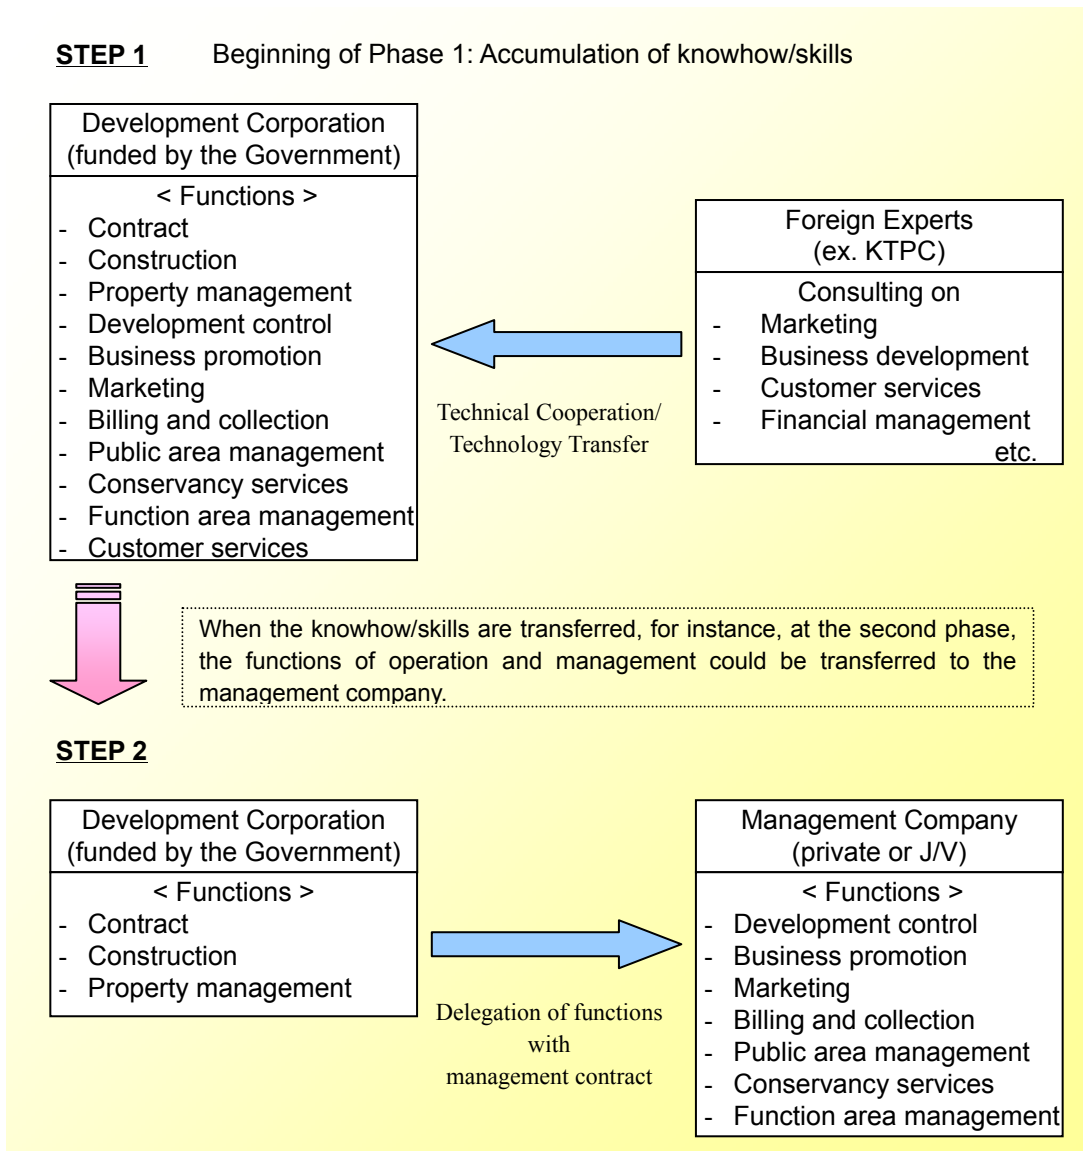 STEP 1 Beginning of Phase 1: Accumulation of knowhow/skills
Development Corporation
(funded by the Government)
< Functions >
- Contract
- Construction
- Property management
- Development control
- Business promotion
- Marketing
- Billing and collection
- Public area management
- Conservancy services
- Function area management
- Customer services
Technical Cooperation/
Technology Transfer
Foreign Experts
(ex. KTPC)
Consulting on
- Marketing
- Business development
- Customer services
- Financial management
etc.
When the knowhow/skills are transferred, for instance, at the second phase,
the functions of operation and management could be transferred to the
management company.
STEP 2
Development Corporation
(funded by the Government)
< Functions >
- Contract
- Construction
- Property management
Delegation of functions
with
management contract
Management Company
(private or J/V)
< Functions >
- Development control
- Business promotion
- Marketing
- Billing and collection
- Public area management
- Conservancy services
- Function area management